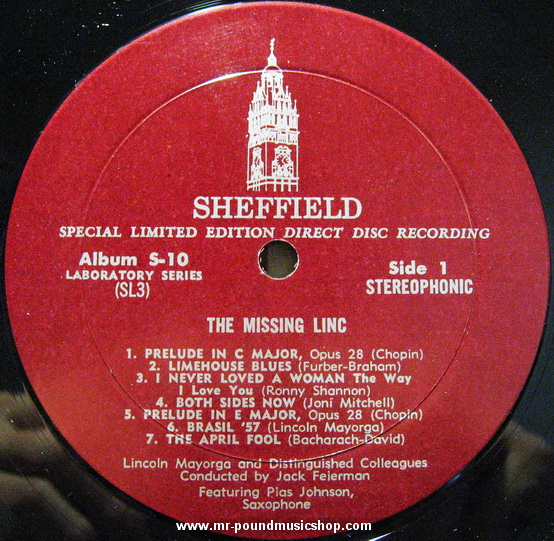 SHEFFIELD
SPECIAL LIMITED EDITION DIRECT DISC RECORDING
Album S-10
LABORATORY SERIES
(SL3)
Side 1
STEREOPHONIC
THE MISSING LINC
1. PRELUDE IN C MAJOR, Opus 28 (Chopin)
2. LIMEHOUSE BLUES (Furber-Braham)
3. I NEVER LOVED A WOMAN The Way
I Love You (Ronny Shannon)
4. BOTH SIDES NOW (Joni Mitchell)
5. PRELUDE IN E MAJOR, Opus 28 (Chopin)
6. BRASIL '57 (Lincoln Mayorga)
7. THE APRIL FOOL (Bacharach-David)
Lincoln Mayorga and Distinguished Colleagues
Conducted by Jack Feierman
Featuring Plas Johnson,
Saxophone
www.mr-poundmusicshop.com